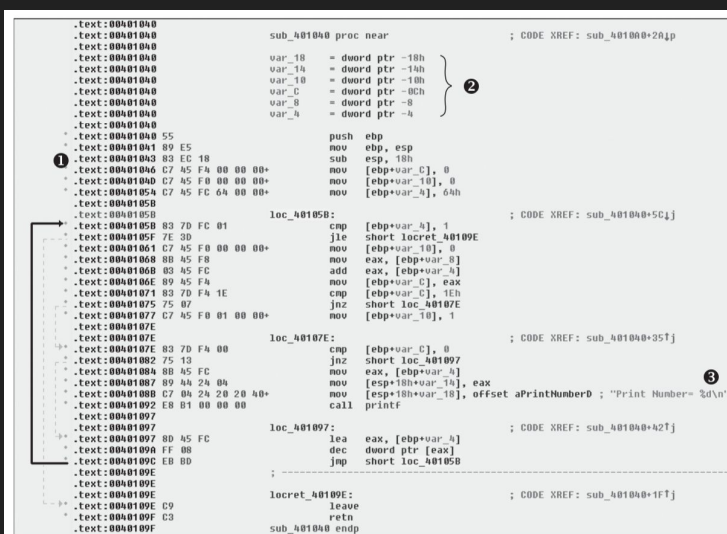 .text:00401040
.text:00401040 sub_401040 proc near ; CODE XREF: sub_4010A0+2A↓p
.text:00401040
.text:00401040 var_18 = dword ptr -18h
.text:00401040 var_14 = dword ptr -14h
.text:00401040 var_10 = dword ptr -10h
.text:00401040 var_C = dword ptr -0Ch
.text:00401040 var_8 = dword ptr -8
.text:00401040 var_4 = dword ptr -4
❷
.text:00401040
.text:00401040 55 push ebp
.text:00401041 89 E5 mov ebp, esp
❶ .text:00401043 83 EC 18 sub esp, 18h
.text:00401046 C7 45 F4 00 00 00+ mov [ebp+var_C], 0
.text:0040104D C7 45 F0 00 00 00+ mov [ebp+var_10], 0
.text:00401054 C7 45 FC 64 00 00+ mov [ebp+var_4], 64h
.text:0040105B
.text:0040105B loc_40105B: ; CODE XREF: sub_401040+5C↓j
.text:0040105B 83 7D FC 01 cmp [ebp+var_4], 1
.text:0040105F 7E 3D jle short locret_40109E
.text:00401061 C7 45 F0 00 00 00+ mov [ebp+var_10], 0
.text:00401068 8B 45 F8 mov eax, [ebp+var_8]
.text:0040106B 03 45 FC add eax, [ebp+var_4]
.text:0040106E 89 45 F4 mov [ebp+var_C], eax
.text:00401071 83 7D F4 1E cmp [ebp+var_C], 1Eh
.text:00401075 75 07 jnz short loc_40107E
.text:00401077 C7 45 F0 01 00 00+ mov [ebp+var_10], 1
.text:0040107E
.text:0040107E loc_40107E: ; CODE XREF: sub_401040+35↑j
.text:0040107E 83 7D F4 00 cmp [ebp+var_C], 0
.text:00401082 75 13 jnz short loc_401097
.text:00401084 8B 45 FC mov eax, [ebp+var_4]
.text:00401087 89 44 24 04 mov [esp+18h+var_14], eax
❸
.text:0040108B C7 04 24 20 20 40+ mov [esp+18h+var_18], offset aPrintNumberD ; "Print Number= %d\n"
.text:00401092 E8 B1 00 00 00 call printf
.text:00401097
.text:00401097 loc_401097: ; CODE XREF: sub_401040+42↑j
.text:00401097 8D 45 FC lea eax, [ebp+var_4]
.text:0040109A FF 08 dec dword ptr [eax]
.text:0040109C EB BD jmp short loc_40105B
.text:0040109E ; ---------------------------------------------------------------------------
.text:0040109E
.text:0040109E locret_40109E: ; CODE XREF: sub_401040+1F↑j
.text:0040109E C9 leave
.text:0040109F C3 retn
.text:0040109F sub_401040 endp